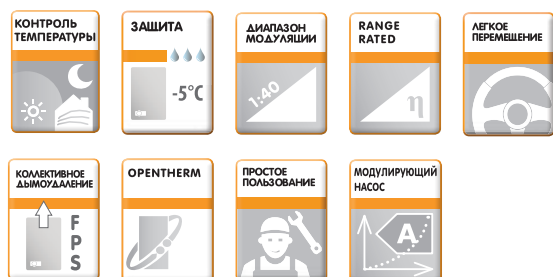 КОНТРОЛЬ
ТЕМПЕРАТУРЫ
ЗАЩИТА
-5°C
ДИАПАЗОН
МОДУЛЯЦИИ
1:40
RANGE
RATED
η
ЛЕГКОЕ
ПЕРЕМЕЩЕНИЕ
КОЛЛЕКТИВНОЕ
ДЫМОУДАЛЕНИЕ
F
P
S
OPENTHERM
ПРОСТОЕ
ПОЛЬЗОВАНИЕ
МОДУЛИРУЮЩИЙ
НАСОС
A